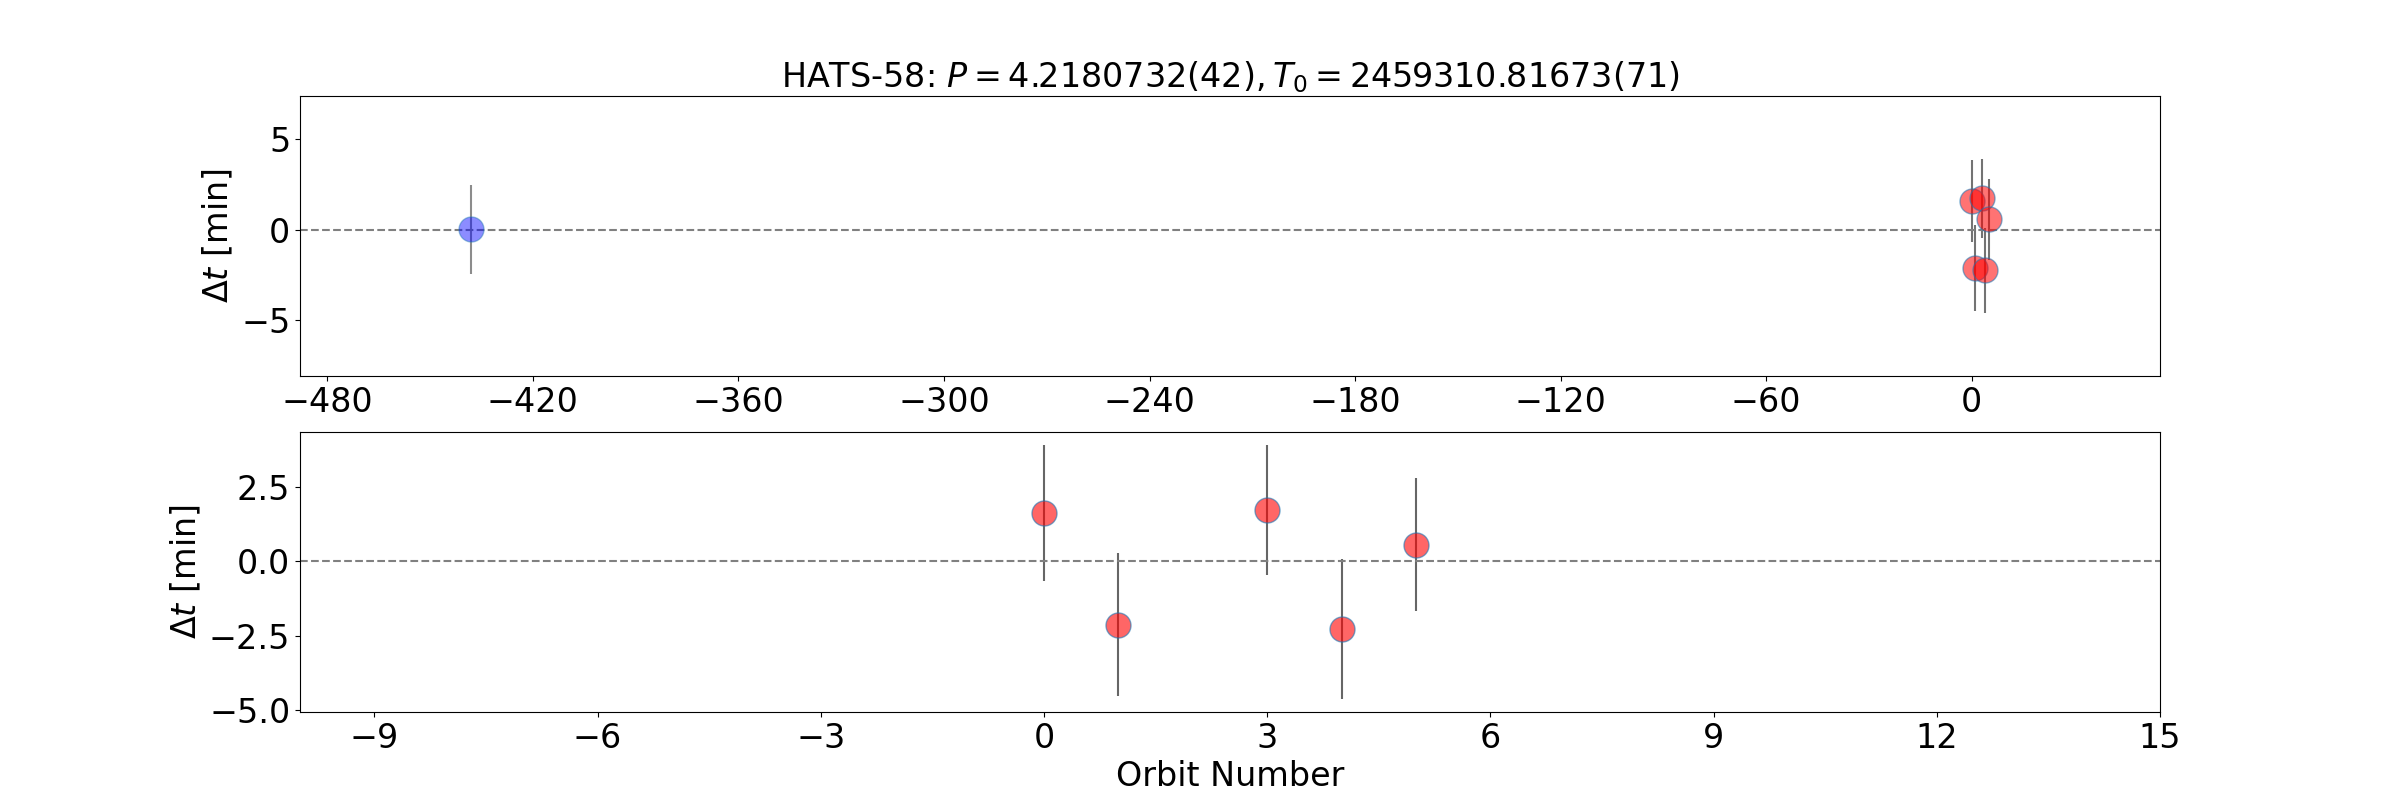 HATS-58: P = 4.2180732(42), T₀ = 2459310.81673(71)
Δt [min]
5
0
−5
−480 −420 −360 −300 −240 −180 −120 −60 0
Δt [min]
2.5
0.0
−2.5
−5.0
−9 −6 −3 0 3 6 9 12 15
Orbit Number